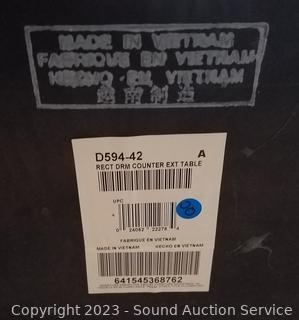 MADE IN VIETNAM
FABRIQUE EN VIETNAM
HECHO EN VIETNAM
越南制造
D594-42 A
RECT DRM COUNTER EXT TABLE
UPC
0 24052 22278 4
FABRIQUE EN VIETNAM
MADE IN VIETNAM HECHO EN VIETNAM
641545368762
Copyright 2023 - Sound Auction Service